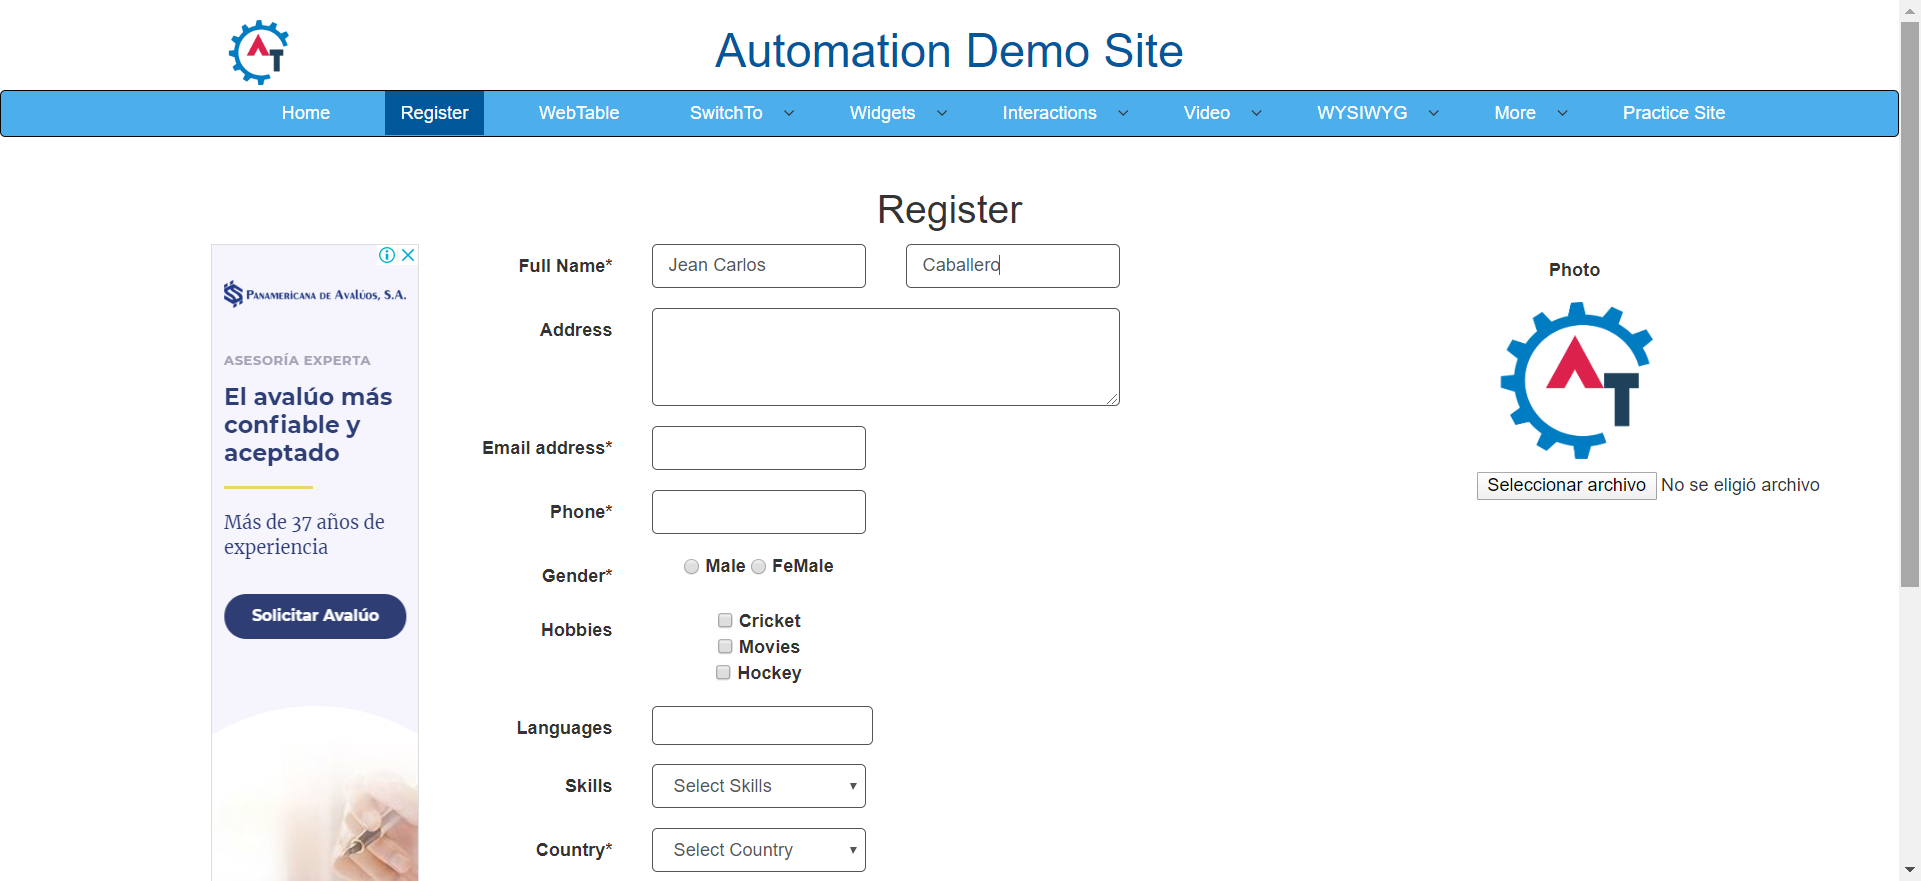 Automation Demo Site
Home Register WebTable SwitchTo Widgets Interactions Video WYSIWYG More Practice Site
Register
PANAMERICANA DE AVALÚOS, S.A.
ASESORÍA EXPERTA
El avalúo más
confiable y
aceptado
Más de 37 años de
experiencia
Solicitar Avalúo
Full Name* Jean Carlos Caballero
Address
Email address*
Phone*
Gender* Male FeMale
Hobbies Cricket
Movies
Hockey
Languages
Skills Select Skills
Country* Select Country
Photo
AT
Seleccionar archivo No se eligió archivo